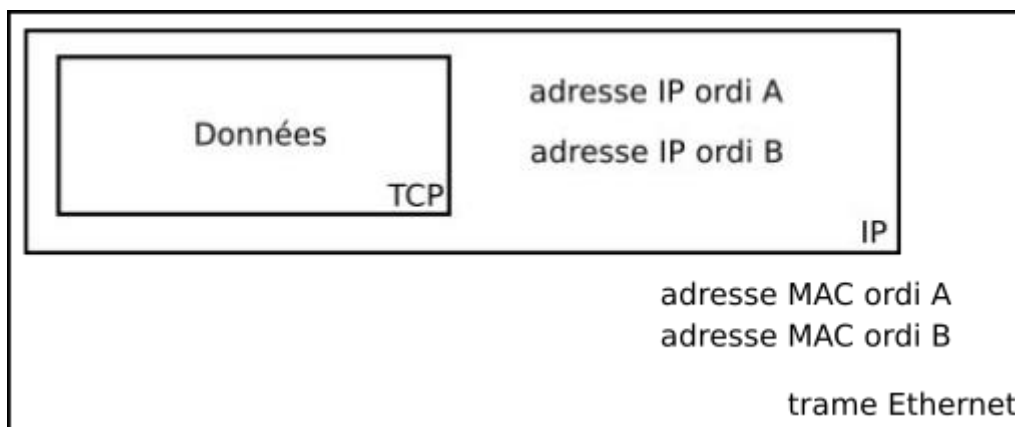 adresse IP ordi A
Données
adresse IP ordi B
TCP
IP
adresse MAC ordi A
adresse MAC ordi B
trame Ethernet